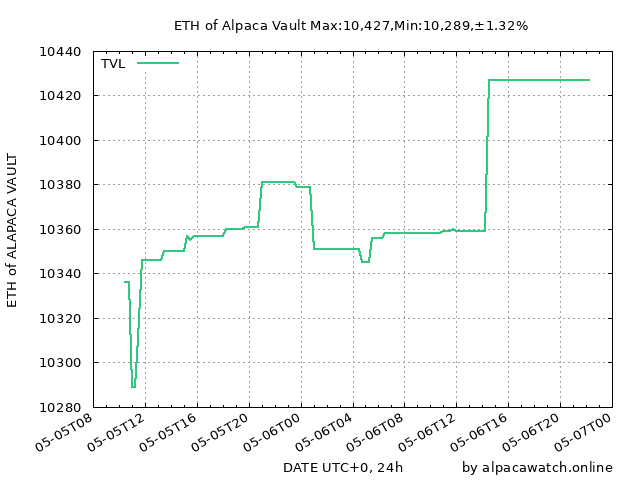 ETH of Alpaca Vault Max:10,427,Min:10,289,±1.32%
TVL
10440
10420
10400
10380
10360
10340
10320
10300
10280
ETH of ALAPACA VAULT
05-05T08
05-05T12
05-05T16
05-05T20
05-06T00
05-06T04
05-06T08
05-06T12
05-06T16
05-06T20
05-07T00
DATE UTC+0, 24h
by alpacawatch.online